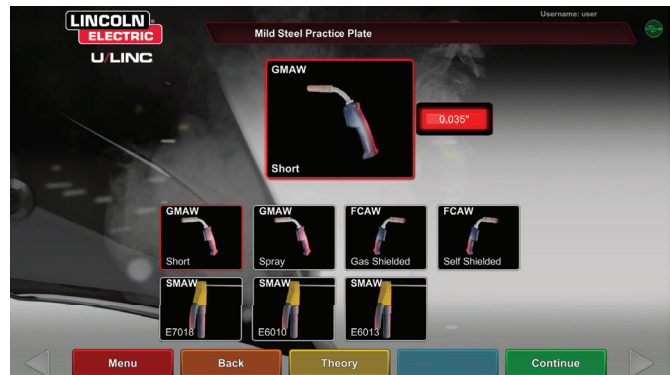 LINCOLN
ELECTRIC
U/LINC
Username: user
Mild Steel Practice Plate
GMAW
Short
0.035"
GMAW
Short
GMAW
Spray
FCAW
Gas Shielded
FCAW
Self Shielded
SMAW
E7018
SMAW
E6010
SMAW
E6013
Menu
Back
Theory
Continue